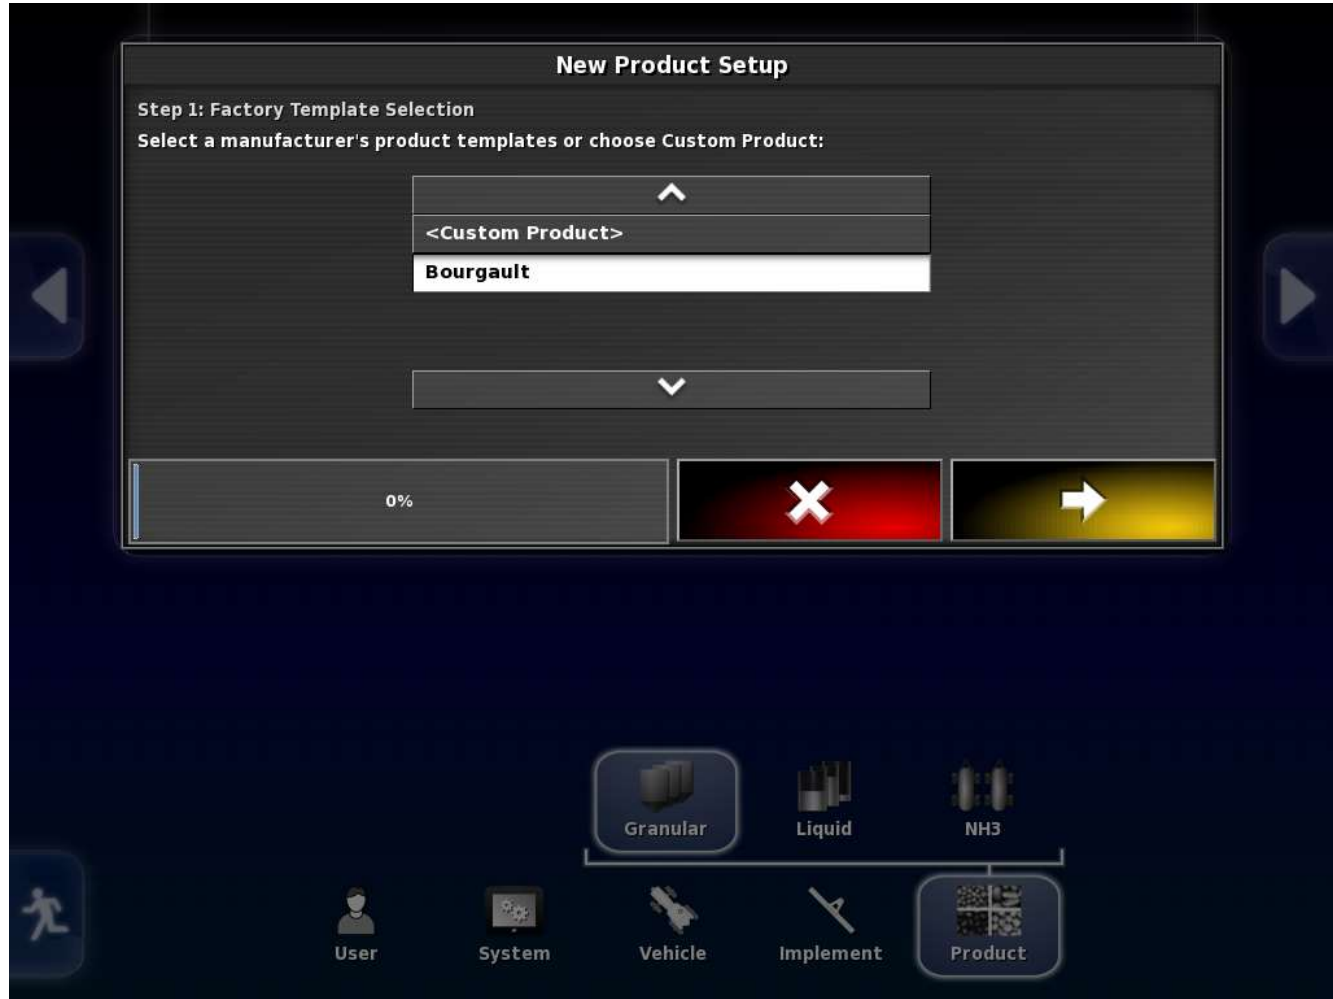 New Product Setup
Step 1: Factory Template Selection
Select a manufacturer's product templates or choose Custom Product:
<Custom Product>
Bourgault
0%
Granular
Liquid
NH3
User
System
Vehicle
Implement
Product